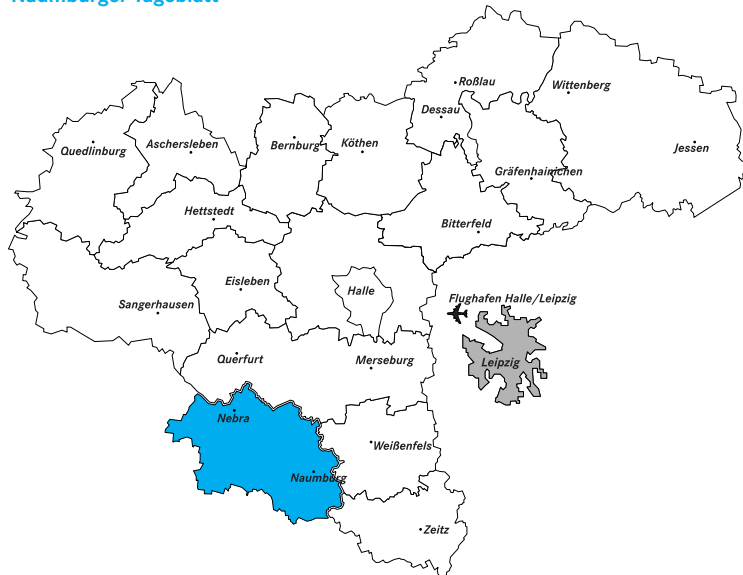 Naumburger Tageblatt
Roßlau
Wittenberg
Dessau
Quedlinburg
Aschersleben
Bernburg
Köthen
Jessen
Gräfenhainichen
Hettstedt
Bitterfeld
Eisleben
Halle
Sangerhausen
Flughafen Halle/Leipzig
Querfurt
Merseburg
Leipzig
Nebra
Weißenfels
Naumburg
Zeitz